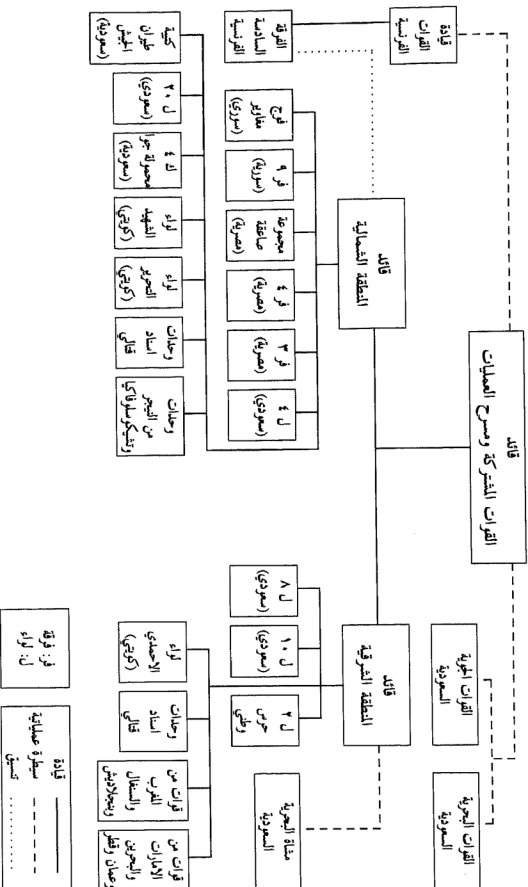 قائد
القوات المشتركة ومسرح العمليات
قيادة
القوات
الفرنسية
الفرقة
السادسة
الفرنسية
قائد
المنطقة الشمالية
قائد
المنطقة الشرقية
القوات الجوية
السعودية
القوات البحرية
السعودية
مشاة البحرية
السعودية
فوج
مغاوير
(سوري)
فر ٩
(سورية)
مجموعة
صاعقة
(مصرية)
فر ٤
(مصرية)
فر ٣
(مصرية)
ل ٤
(سعودي)
كتيبة
طيران
الجيش
(سعودية)
ل ٢٠
(سعودي)
ك ٤
محمولة جوا
(سعودية)
لواء
الشهيد
(كويتي)
لواء
التحرير
(كويتي)
وحدات
اسناد
قتالي
وحدات
من النيجر
وتشيكوسلوفاكيا
ل ٨
(سعودي)
ل ١٠
(سعودي)
ل ٢
حرس
وطني
لواء
الاحمدي
(كويتي)
وحدات
اسناد
قتالي
قوات من
المغرب
والسنغال
وبنجلاديش
قوات من
الامارات
والبحرين
وعمان وقطر
فر: فرقة
ل: لواء
قيادة
سيطرة عملياتية
تنسيق